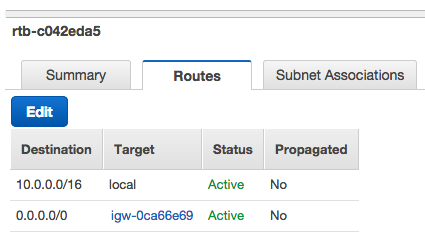 rtb-c042eda5
Summary Routes Subnet Associations
Edit
Destination Target Status Propagated
10.0.0.0/16 local Active No
0.0.0.0/0 igw-0ca66e69 Active No